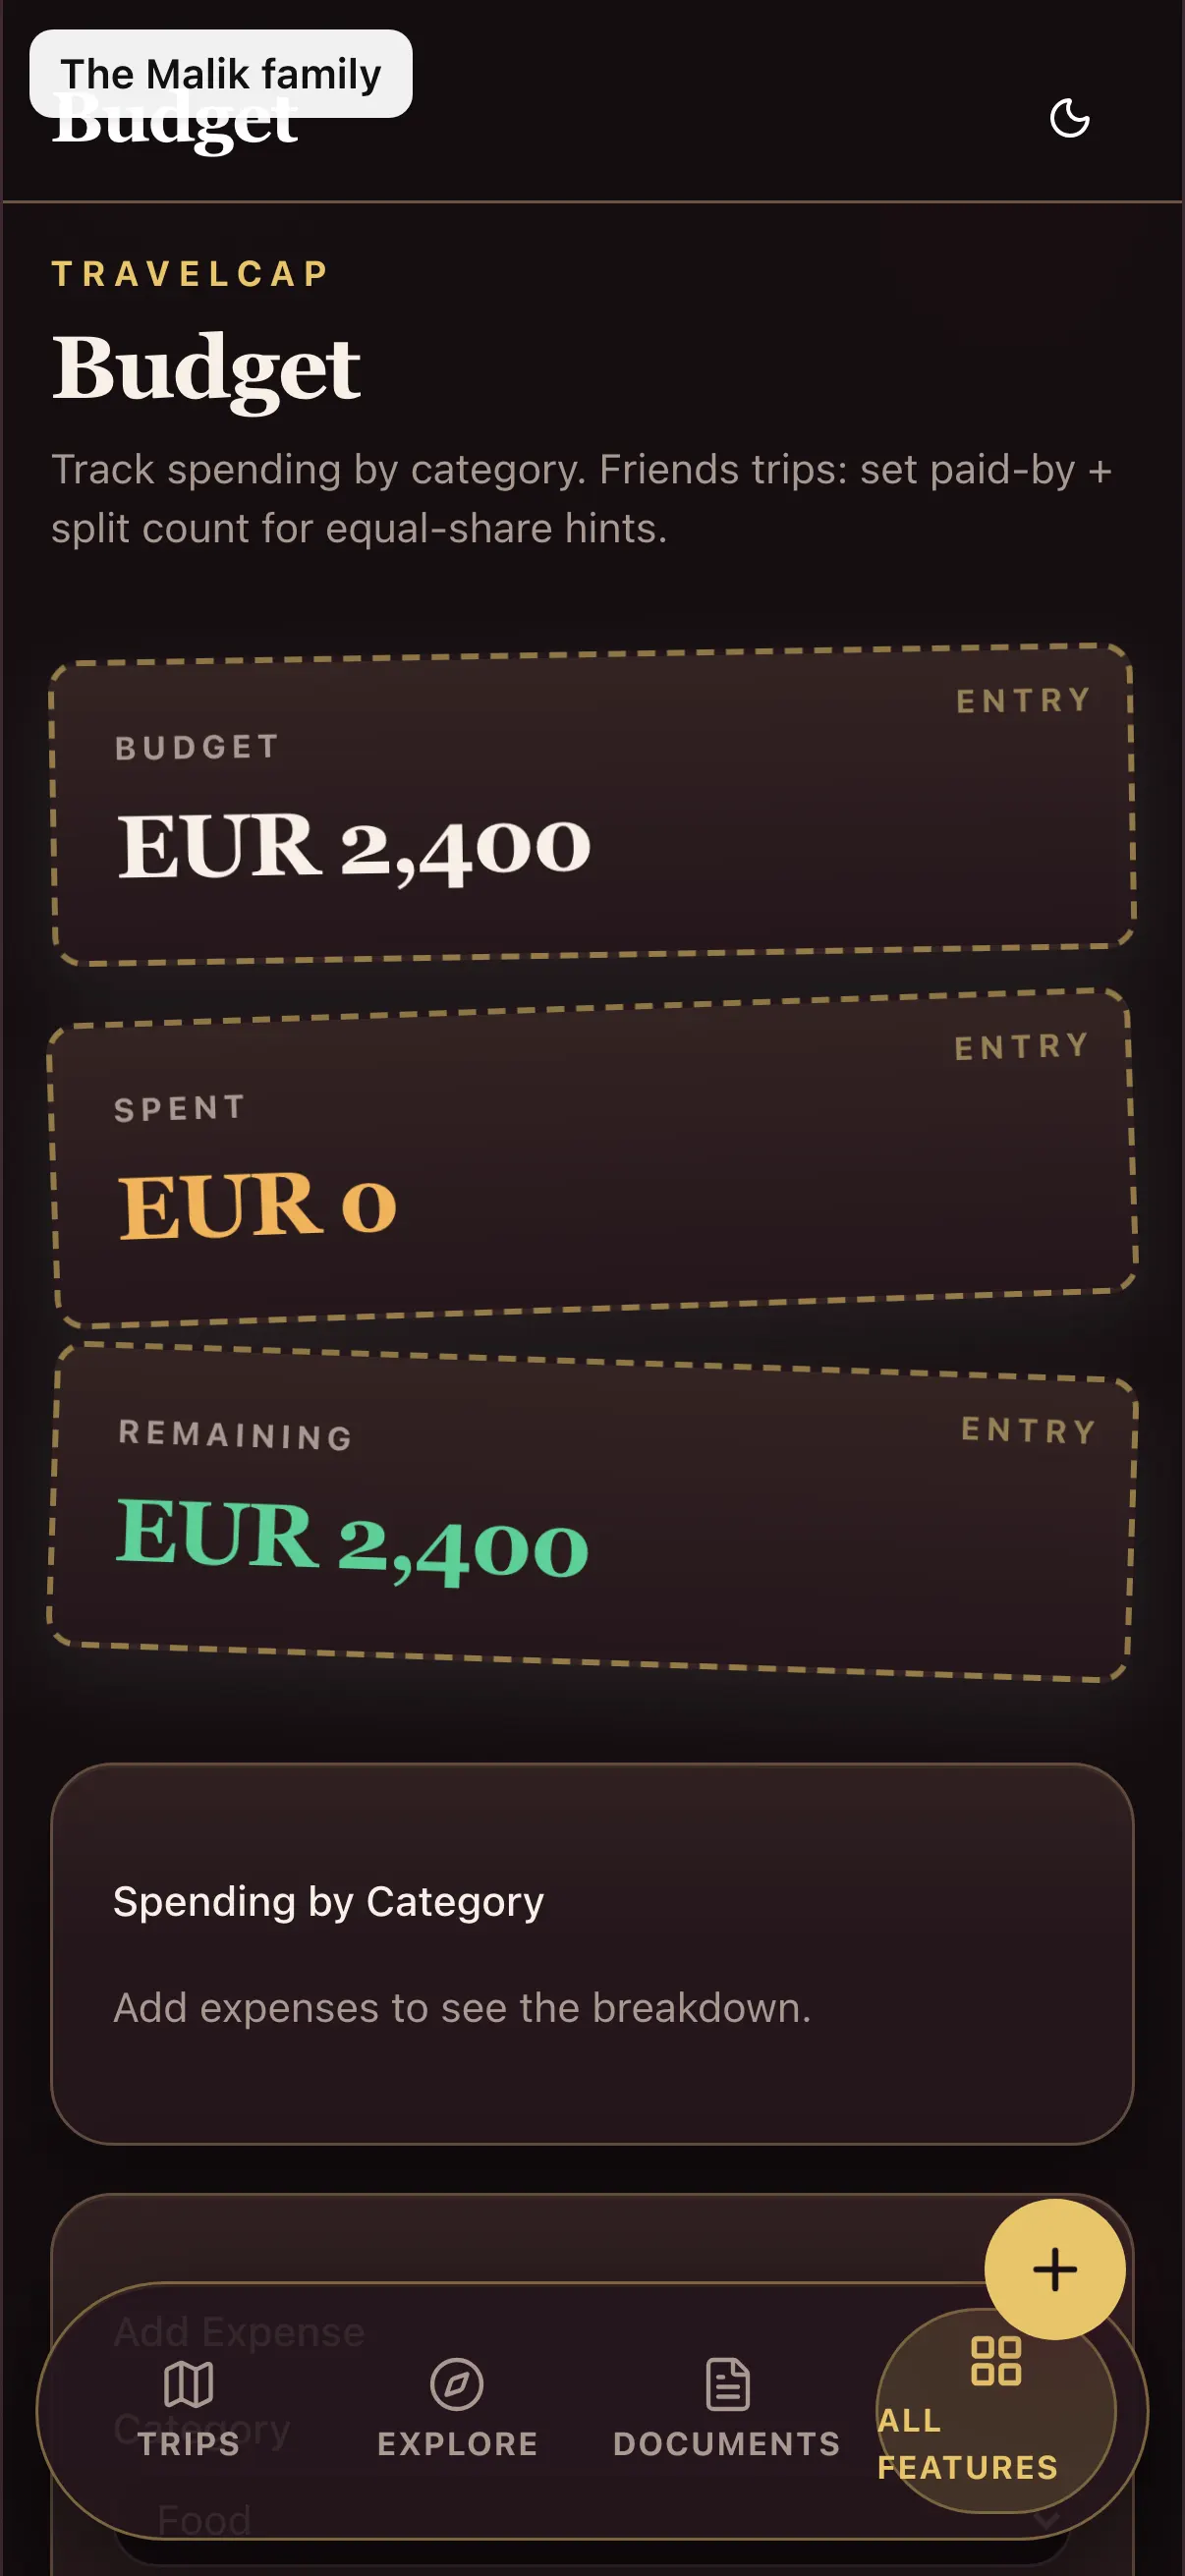 The Malik family
Budget
TRAVELCAP
Budget
Track spending by category. Friends trips: set paid-by +
split count for equal-share hints.
ENTRY
BUDGET
EUR 2,400
ENTRY
SPENT
EUR 0
ENTRY
REMAINING
EUR 2,400
Spending by Category
Add expenses to see the breakdown.
Add Expense
Category
TRIPS
EXPLORE
DOCUMENTS
ALL
FEATURES
Food